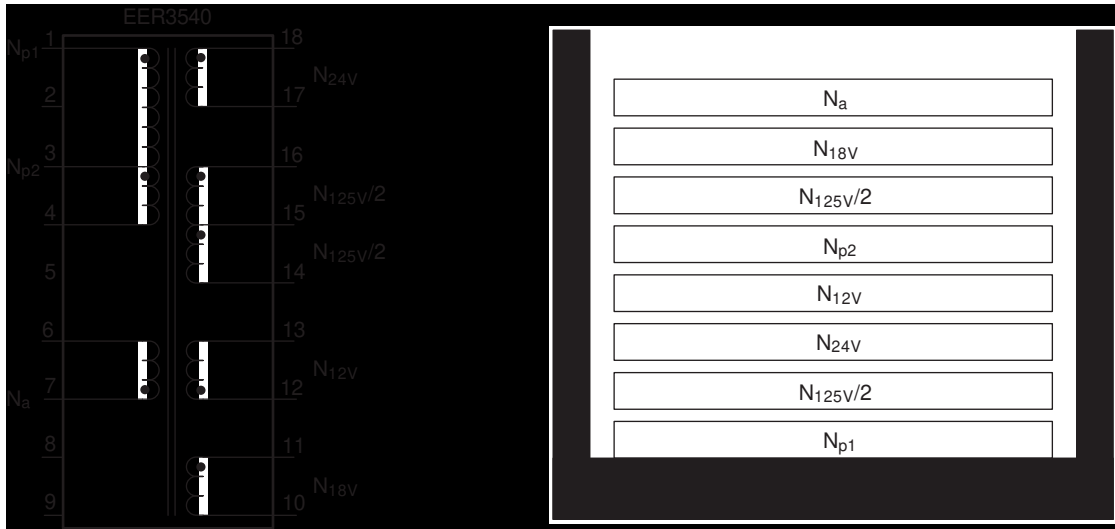 EER3540
Np1 1 18
N24V
2 17
3 16
Np2
N125V/2
4 15
N125V/2
5 14
6 13
N12V
7 12
Na
8 11
N18V
9 10
Na
N18V
N125V/2
Np2
N12V
N24V
N125V/2
Np1